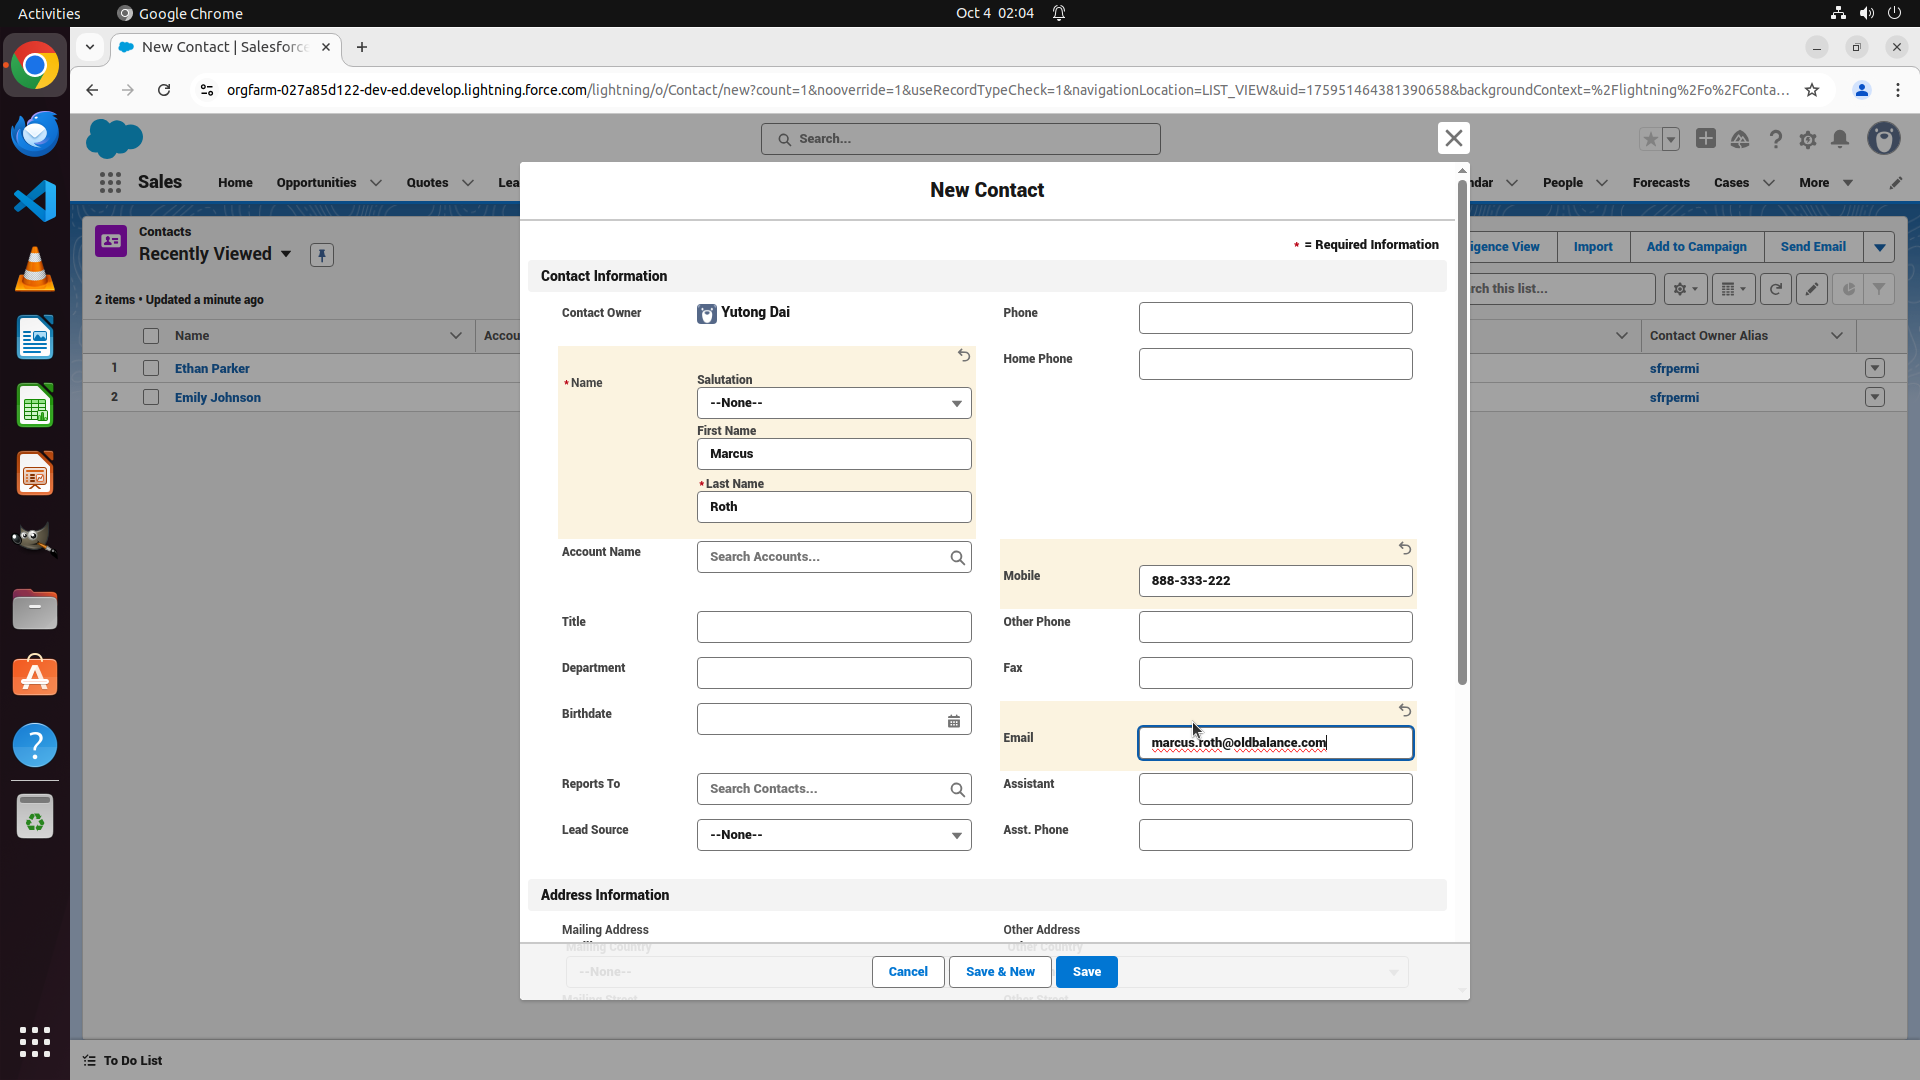 Activities
Google Chrome
Oct 4 02:04
New Contact | Salesforce
orgfarm-027a85d122-dev-ed.develop.lightning.force.com/lightning/o/Contact/new?count=1&nooverride=1&useRecordTypeCheck=1&navigationLocation=LIST_VIEW&uid=175951464381390658&backgroundContext=%2Flightning%2Fo%2FConta...
Search...
Sales
Home
Opportunities
Quotes
Lea
ndar
People
Forecasts
Cases
More
Contacts
Recently Viewed
igence View
Import
Add to Campaign
Send Email
2 items • Updated a minute ago
rch this list...
Name
Accou
Contact Owner Alias
1
Ethan Parker
sfrpermi
2
Emily Johnson
sfrpermi
New Contact
* = Required Information
Contact Information
Contact Owner
Yutong Dai
Phone
Home Phone
* Name
Salutation
--None--
First Name
Marcus
* Last Name
Roth
Account Name
Search Accounts...
Mobile
888-333-222
Title
Other Phone
Department
Fax
Birthdate
Email
marcus.roth@oldbalance.com
Reports To
Search Contacts...
Assistant
Lead Source
--None--
Asst. Phone
Address Information
Mailing Address
Other Address
Mailing Country
Other Country
--None--
Cancel
Save & New
Save
Mailing Street
Other Street
To Do List